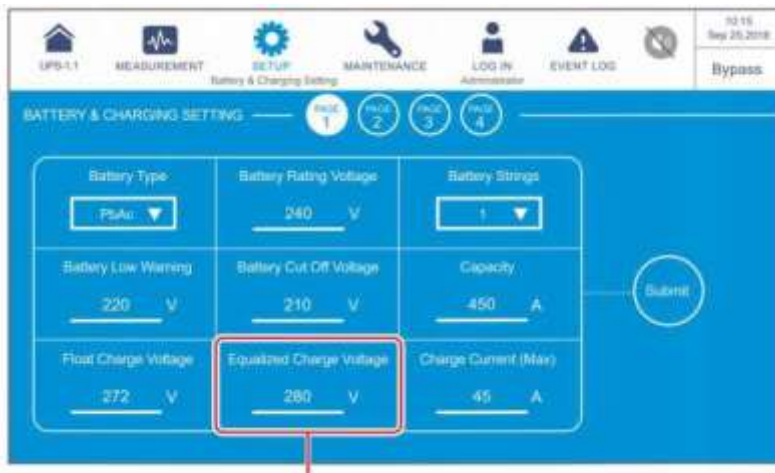 10:15
Sep 25,2018
UPS-1.1 MEASUREMENT SETUP MAINTENANCE LOG IN EVENT LOG
Battery & Charging Setting Administrator
Bypass
BATTERY & CHARGING SETTING PAGE 1 PAGE 2 PAGE 3 PAGE 4
Battery Type Battery Rating Voltage Battery Strings
PbAc 240 V 1
Battery Low Warning Battery Cut Off Voltage Capacity
220 V 210 V 450 A
Submit
Float Charge Voltage Equalized Charge Voltage Charge Current (Max)
272 V 280 V 45 A